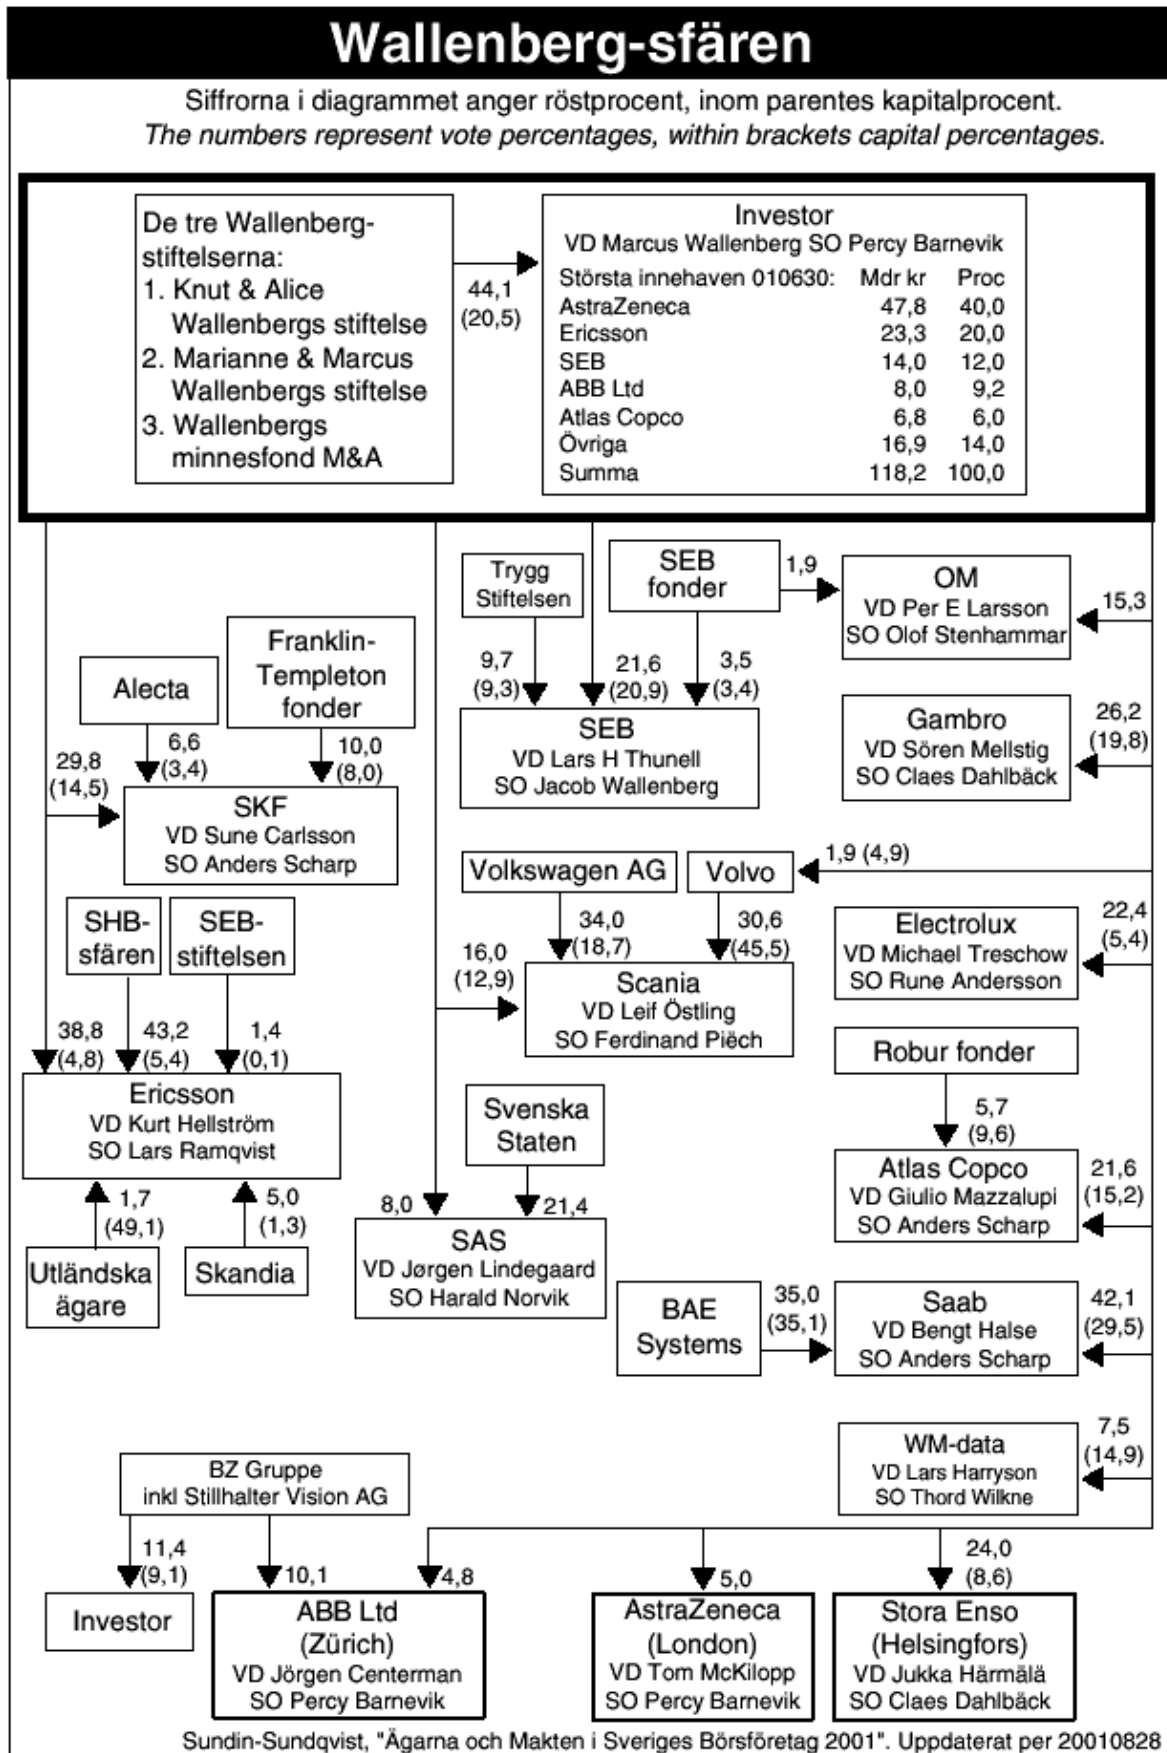 Wallenberg-sfären
Siffrorna i diagrammet anger röstprocent, inom parentes kapitalprocent.
The numbers represent vote percentages, within brackets capital percentages.
De tre Wallenberg-
stiftelserna:
1. Knut & Alice
Wallenbergs stiftelse
2. Marianne & Marcus
Wallenbergs stiftelse
3. Wallenbergs
minnesfond M&A
44,1
(20,5)
Investor
VD Marcus Wallenberg SO Percy Barnevik
Största innehaven 010630: Mdr kr Proc
AstraZeneca 47,8 40,0
Ericsson 23,3 20,0
SEB 14,0 12,0
ABB Ltd 8,0 9,2
Atlas Copco 6,8 6,0
Övriga 16,9 14,0
Summa 118,2 100,0
Trygg
Stiftelsen
SEB
fonder
1,9
OM
VD Per E Larsson
SO Olof Stenhammar
15,3
Alecta
Franklin-
Templeton
fonder
9,7
(9,3)
21,6
(20,9)
3,5
(3,4)
SEB
VD Lars H Thunell
SO Jacob Wallenberg
Gambro
VD Sören Mellstig
SO Claes Dahlbäck
26,2
(19,8)
29,8
(14,5)
6,6
(3,4)
10,0
(8,0)
SKF
VD Sune Carlsson
SO Anders Scharp
Volkswagen AG
Volvo
1,9 (4,9)
SHB-
sfären
SEB-
stiftelsen
16,0
(12,9)
34,0
(18,7)
30,6
(45,5)
Scania
VD Leif Östling
SO Ferdinand Piëch
Electrolux
VD Michael Treschow
SO Rune Andersson
22,4
(5,4)
38,8
(4,8)
43,2
(5,4)
1,4
(0,1)
Ericsson
VD Kurt Hellström
SO Lars Ramqvist
1,7
(49,1)
5,0
(1,3)
Utländska
ägare
Skandia
Svenska
Staten
8,0
21,4
SAS
VD Jørgen Lindegaard
SO Harald Norvik
Robur fonder
5,7
(9,6)
Atlas Copco
VD Giulio Mazzalupi
SO Anders Scharp
21,6
(15,2)
BAE
Systems
35,0
(35,1)
Saab
VD Bengt Halse
SO Anders Scharp
42,1
(29,5)
WM-data
VD Lars Harryson
SO Thord Wilkne
7,5
(14,9)
BZ Gruppe
inkl Stillhalter Vision AG
11,4
(9,1)
10,1
4,8
5,0
24,0
(8,6)
Investor
ABB Ltd
(Zürich)
VD Jörgen Centerman
SO Percy Barnevik
AstraZeneca
(London)
VD Tom McKilopp
SO Percy Barnevik
Stora Enso
(Helsingfors)
VD Jukka Härmälä
SO Claes Dahlbäck
Sundin-Sundqvist, "Ägarna och Makten i Sveriges Börsföretag 2001". Uppdaterat per 20010828